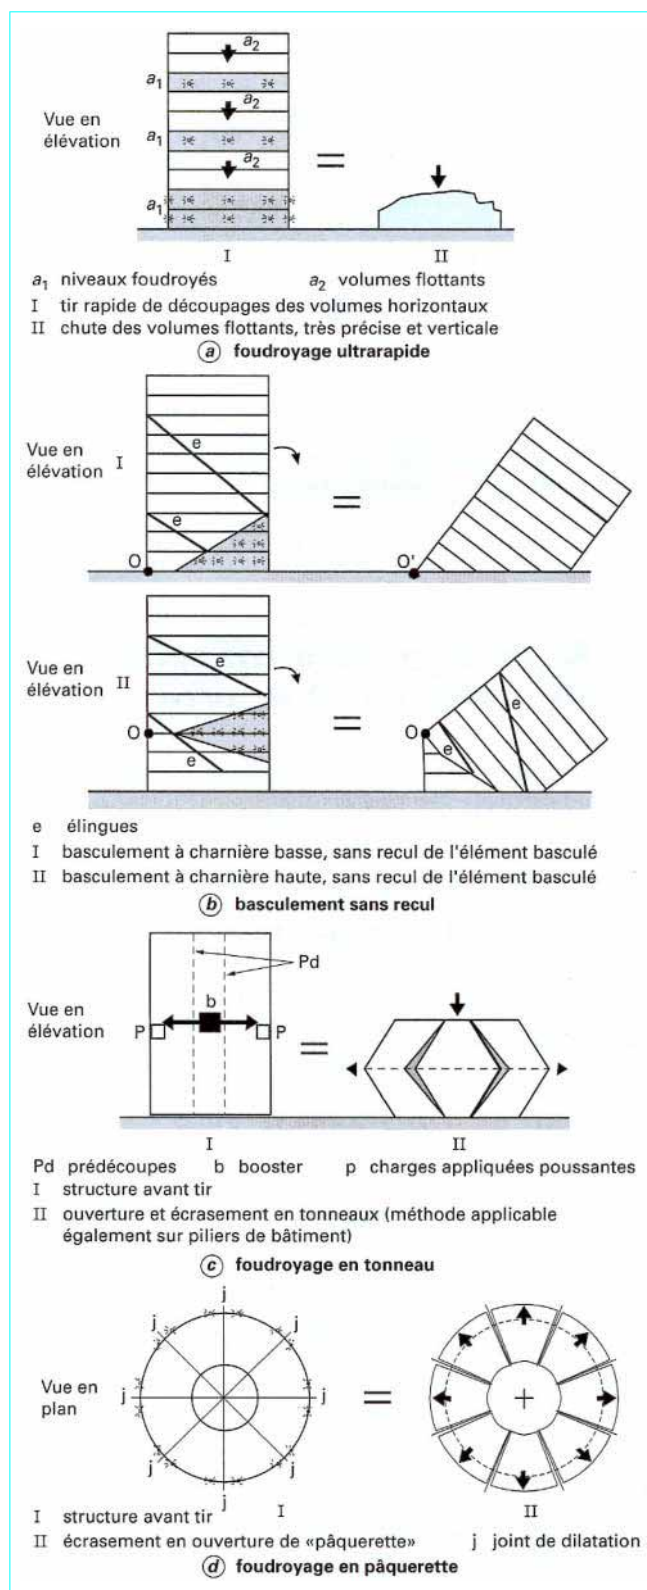 a2
a1
a2
Vue en
élévation
a1
a2
a1
=
I II
a1 niveaux foudroyés a2 volumes flottants
I tir rapide de découpages des volumes horizontaux
II chute des volumes flottants, très précise et verticale
a foudroyage ultrarapide
Vue en
élévation I
e
e
=
O O'
Vue en
élévation II
e
e
O = O
e
e
e élingues
I basculement à charnière basse, sans recul de l'élément basculé
II basculement à charnière haute, sans recul de l'élément basculé
b basculement sans recul
Pd
Vue en
élévation
b
P P
=
I II
Pd prédécoupes b booster p charges appliquées poussantes
I structure avant tir
II ouverture et écrasement en tonneaux (méthode applicable
également sur piliers de bâtiment)
c foudroyage en tonneau
j
j j
Vue en
plan
j j
=
+
j j
j
I II
I structure avant tir
II écrasement en ouverture de «pâquerette» j joint de dilatation
d foudroyage en pâquerette